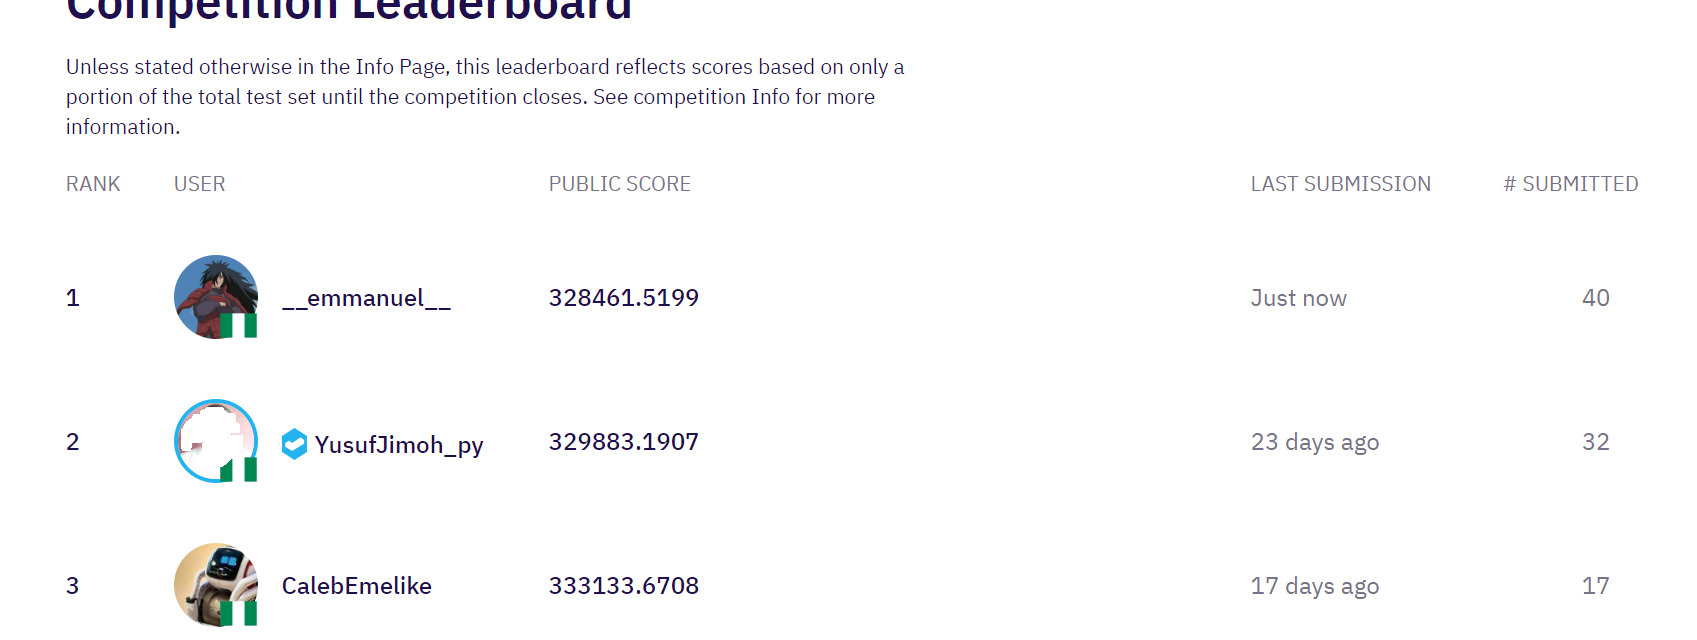 Competition Leaderboard
Unless stated otherwise in the Info Page, this leaderboard reflects scores based on only a
portion of the total test set until the competition closes. See competition Info for more
information.
RANK USER PUBLIC SCORE LAST SUBMISSION # SUBMITTED
1 __emmanuel__ 328461.5199 Just now 40
2 YusufJimoh_py 329883.1907 23 days ago 32
3 CalebEmelike 333133.6708 17 days ago 17